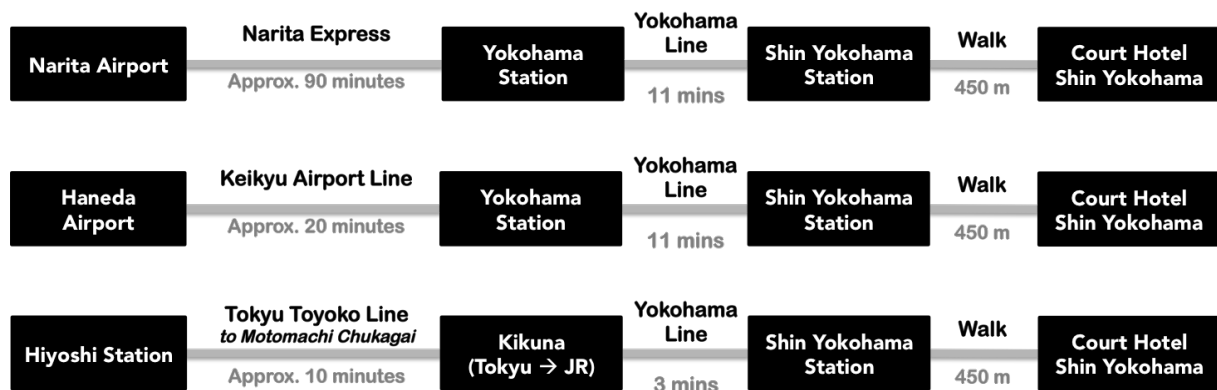 Narita Airport
Narita Express
Approx. 90 minutes
Yokohama
Station
Yokohama
Line
11 mins
Shin Yokohama
Station
Walk
450 m
Court Hotel
Shin Yokohama
Haneda
Airport
Keikyu Airport Line
Approx. 20 minutes
Yokohama
Station
Yokohama
Line
11 mins
Shin Yokohama
Station
Walk
450 m
Court Hotel
Shin Yokohama
Hiyoshi Station
Tokyu Toyoko Line
to Motomachi Chukagai
Approx. 10 minutes
Kikuna
(Tokyu → JR)
Yokohama
Line
3 mins
Shin Yokohama
Station
Walk
450 m
Court Hotel
Shin Yokohama